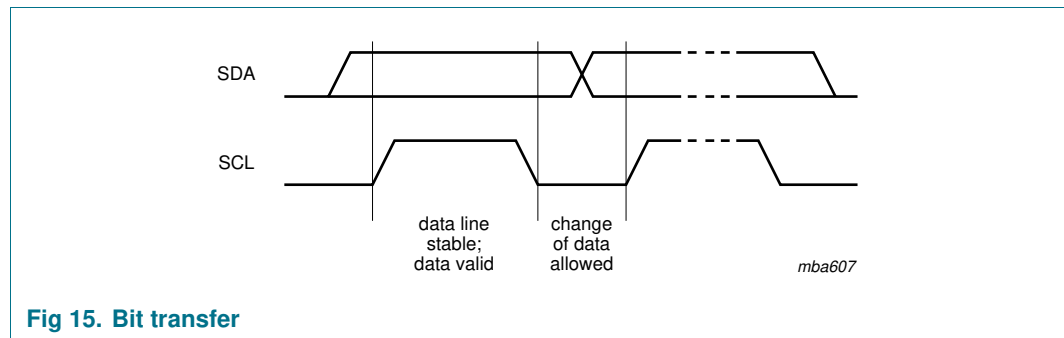 SDA
SCL
data line
stable;
data valid
change
of data
allowed
mba607
Fig 15. Bit transfer